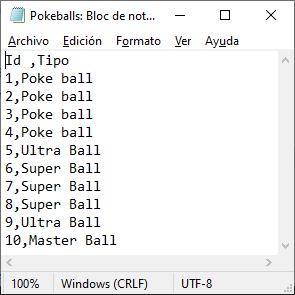 Pokeballs: Bloc de not...
Archivo Edición Formato Ver Ayuda
Id ,Tipo
1,Poke ball
2,Poke ball
3,Poke ball
4,Poke ball
5,Ultra Ball
6,Super Ball
7,Super Ball
8,Super Ball
9,Ultra Ball
10,Master Ball
100% Windows (CRLF) UTF-8